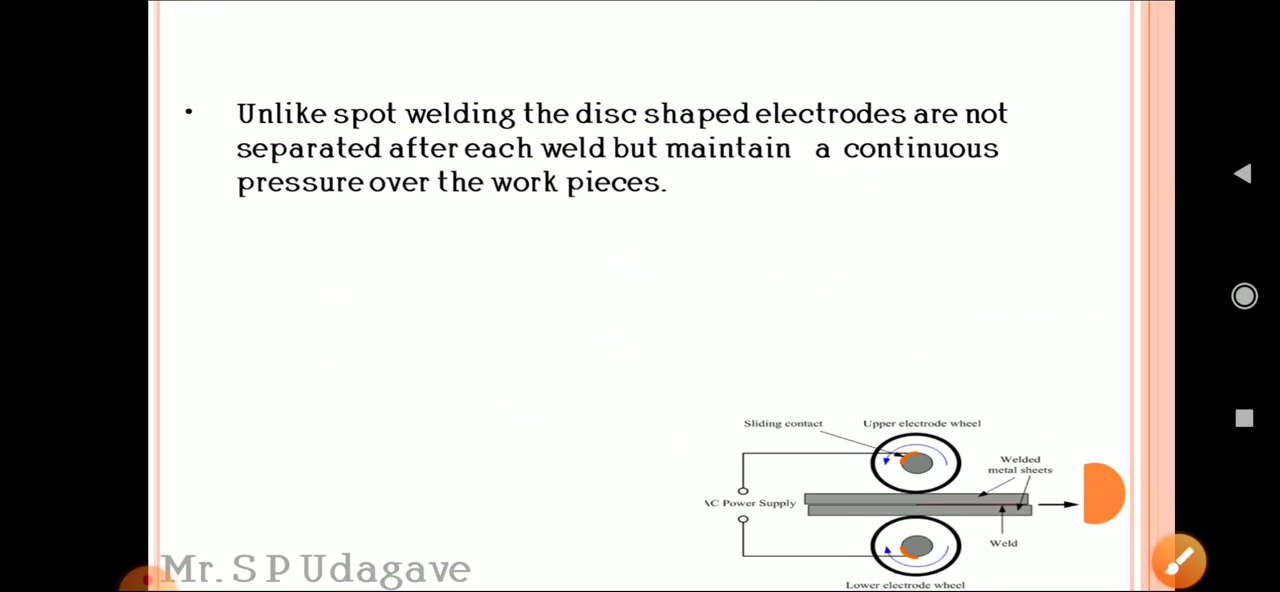 • Unlike spot welding the disc shaped electrodes are not
separated after each weld but maintain a continuous
pressure over the work pieces.
Sliding contact
Upper electrode wheel
Welded
metal sheets
AC Power Supply
Weld
Lower electrode wheel
Mr. S P Udagave